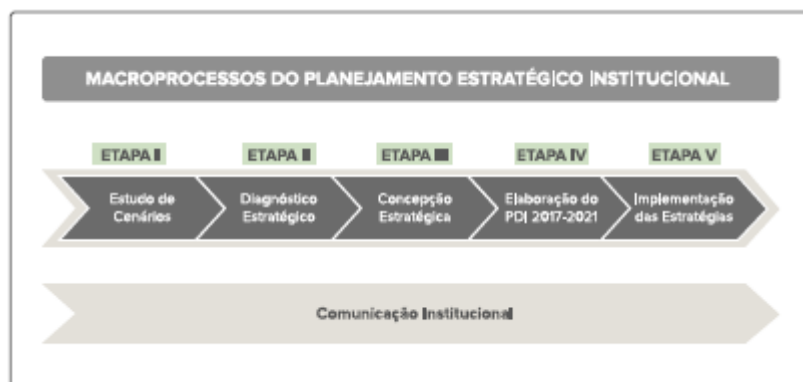 MACROPROCESSOS DO PLANEJAMENTO ESTRATÉGICO INSTITUCIONAL
ETAPA I
ETAPA II
ETAPA III
ETAPA IV
ETAPA V
Estudo de
Cenários
Diagnóstico
Estratégico
Concepção
Estratégica
Elaboração do
PDI 2017-2021
Implementação
das Estratégias
Comunicação Institucional